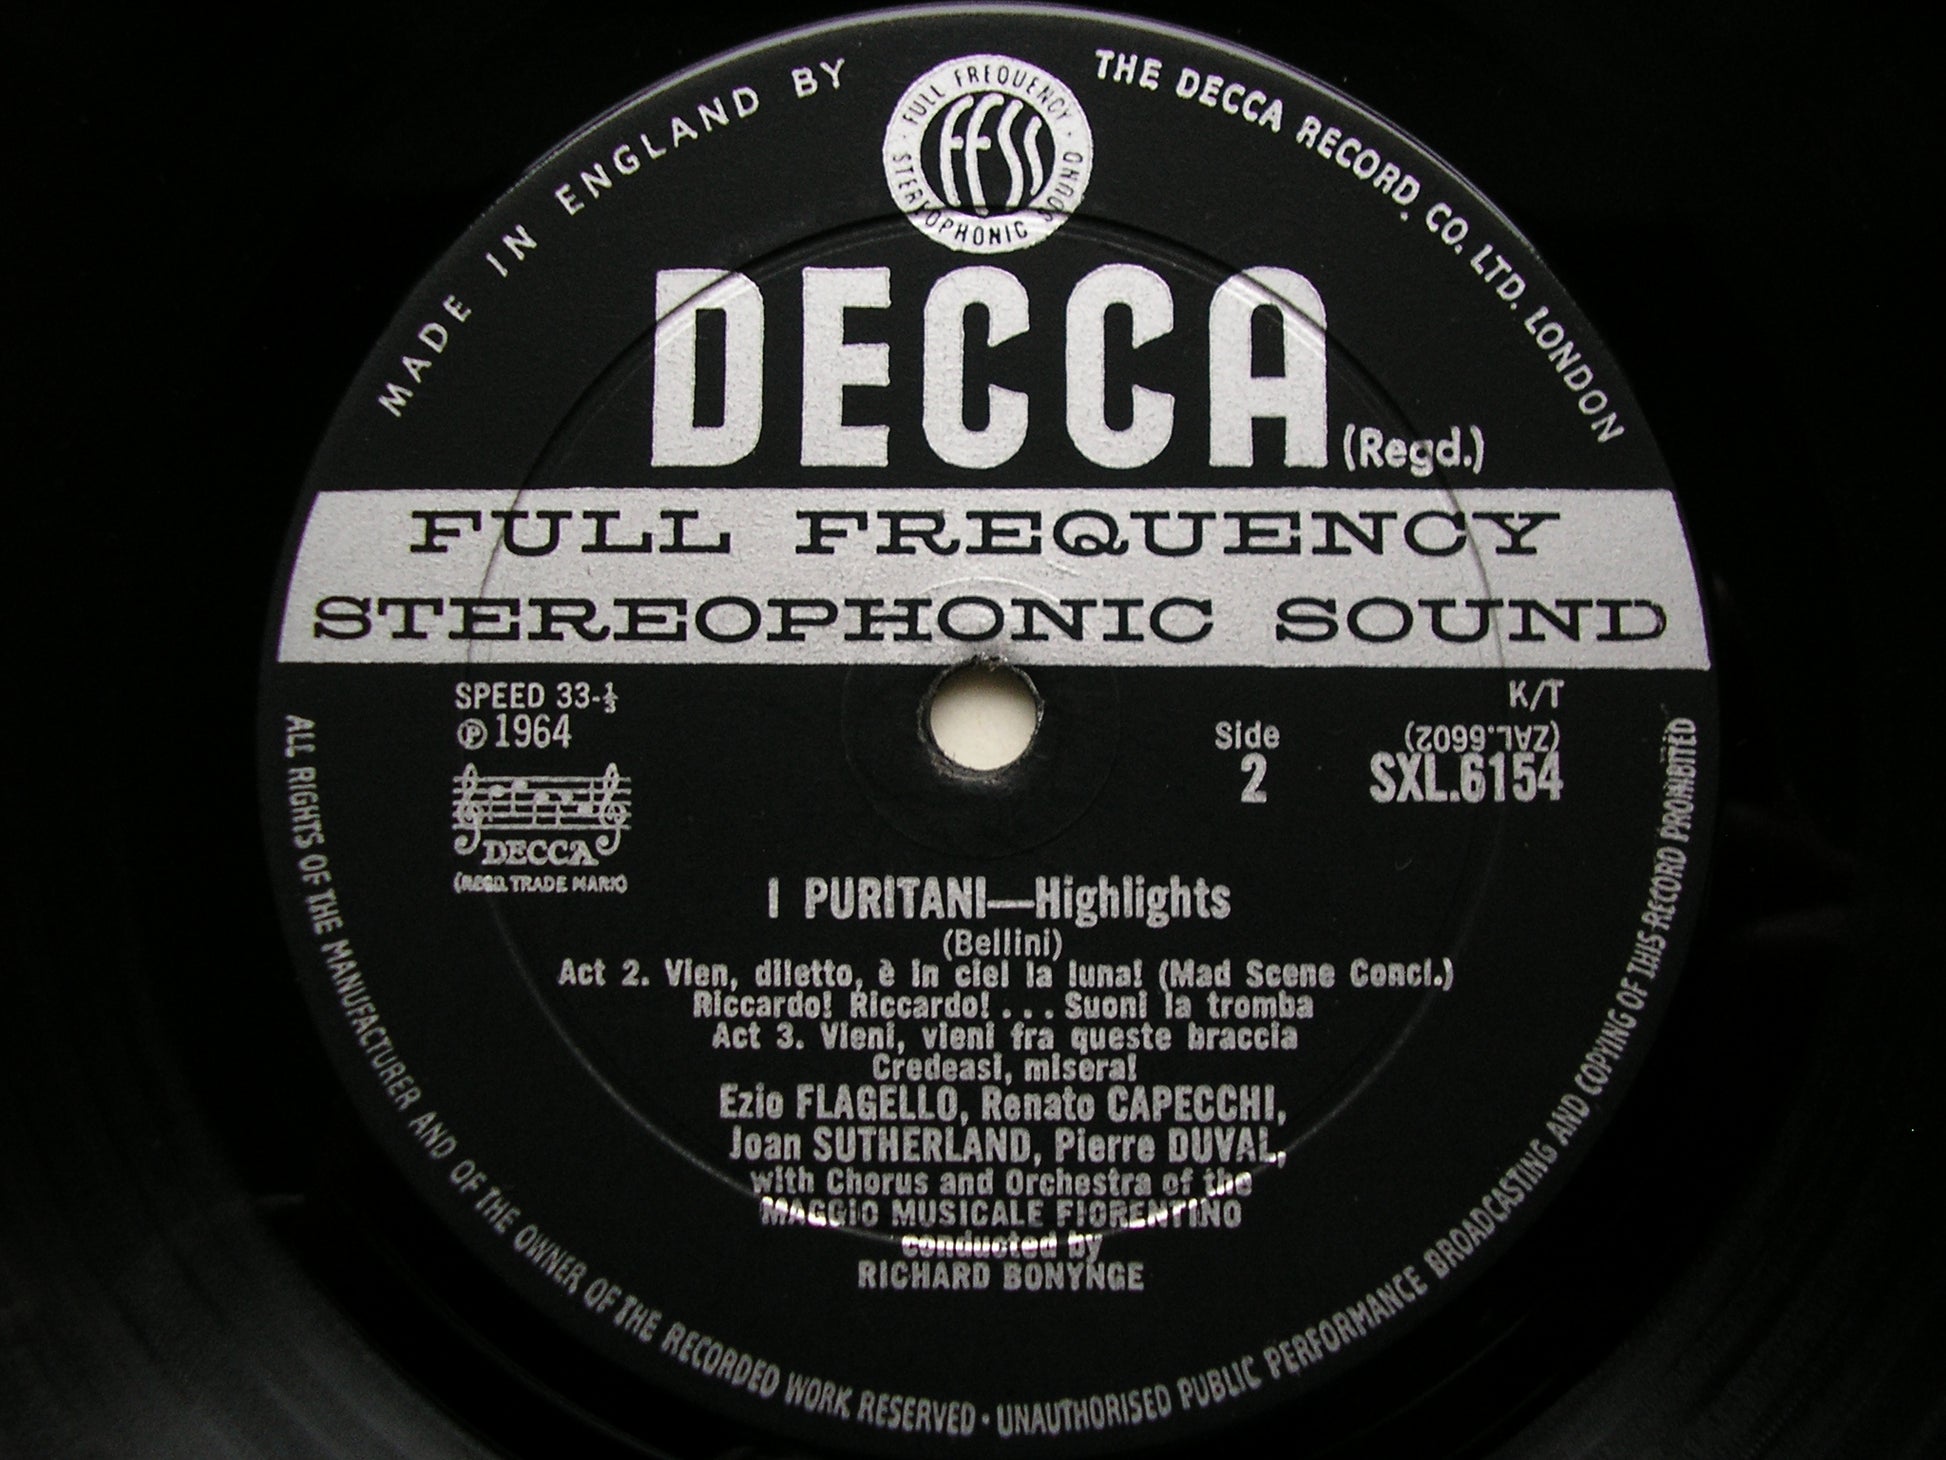 MADE IN ENGLAND BY
THE DECCA RECORD CO. LTD. LONDON
· FULL FREQUENCY ·
STEREOPHONIC SOUND
FFSS
DECCA (Regd.)
FULL FREQUENCY
STEREOPHONIC SOUND
SPEED 33-⅓
Ⓟ 1964
DECCA
(REGD. TRADE MARK)
K/T
(ZAL.6602)
Side
2
SXL.6154
I PURITANI—Highlights
(Bellini)
Act 2. Vien, diletto, è in ciel la luna! (Mad Scene Concl.)
Riccardo! Riccardo! . . . Suoni la tromba
Act 3. Vieni, vieni fra queste braccia
Credeasi, misera!
Ezio FLAGELLO, Renato CAPECCHI,
Joan SUTHERLAND, Pierre DUVAL,
with Chorus and Orchestra of the
MAGGIO MUSICALE FIORENTINO
conducted by
RICHARD BONYNGE
ALL RIGHTS OF THE MANUFACTURER AND OF THE OWNER OF THE RECORDED WORK RESERVED · UNAUTHORISED PUBLIC PERFORMANCE BROADCASTING AND COPYING OF THIS RECORD PROHIBITED